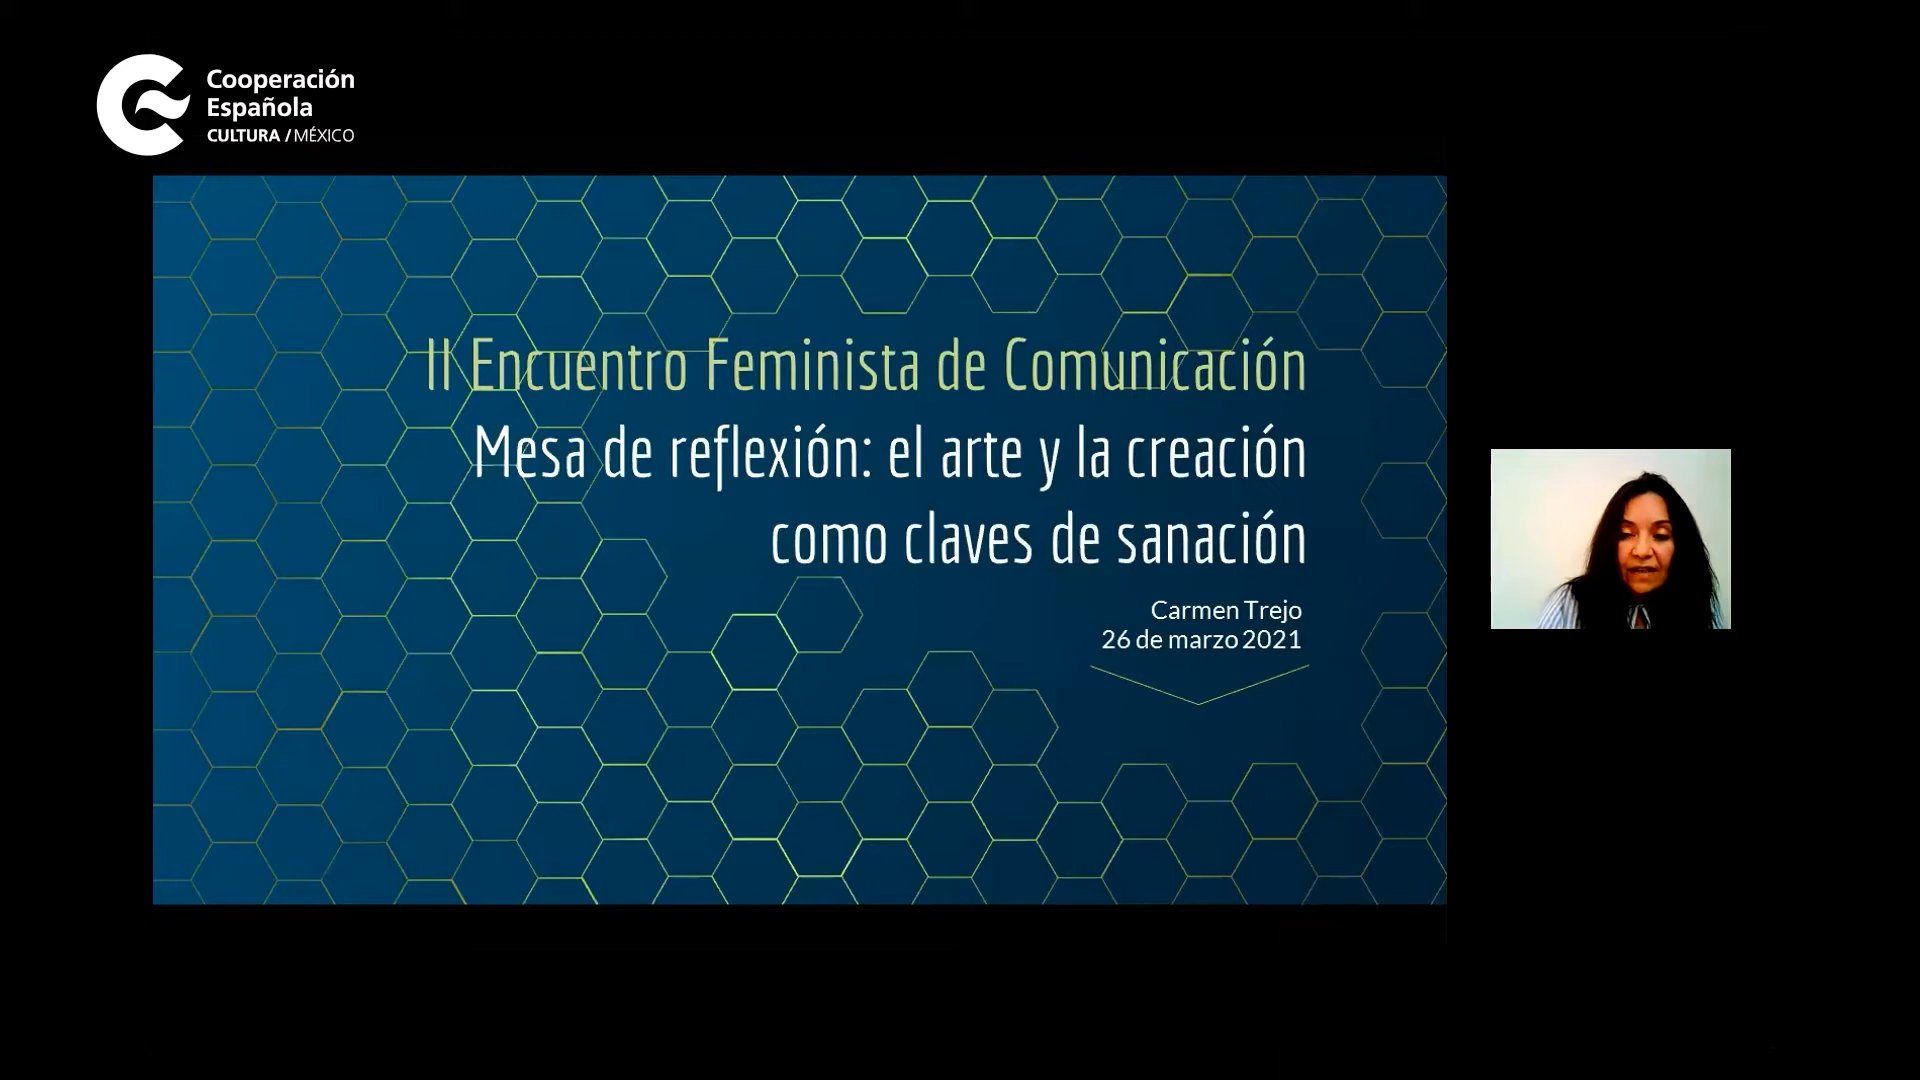 Cooperación
Española
CULTURA / MÉXICO
II Encuentro Feminista de Comunicación
Mesa de reflexión: el arte y la creación
como claves de sanación
Carmen Trejo
26 de marzo 2021